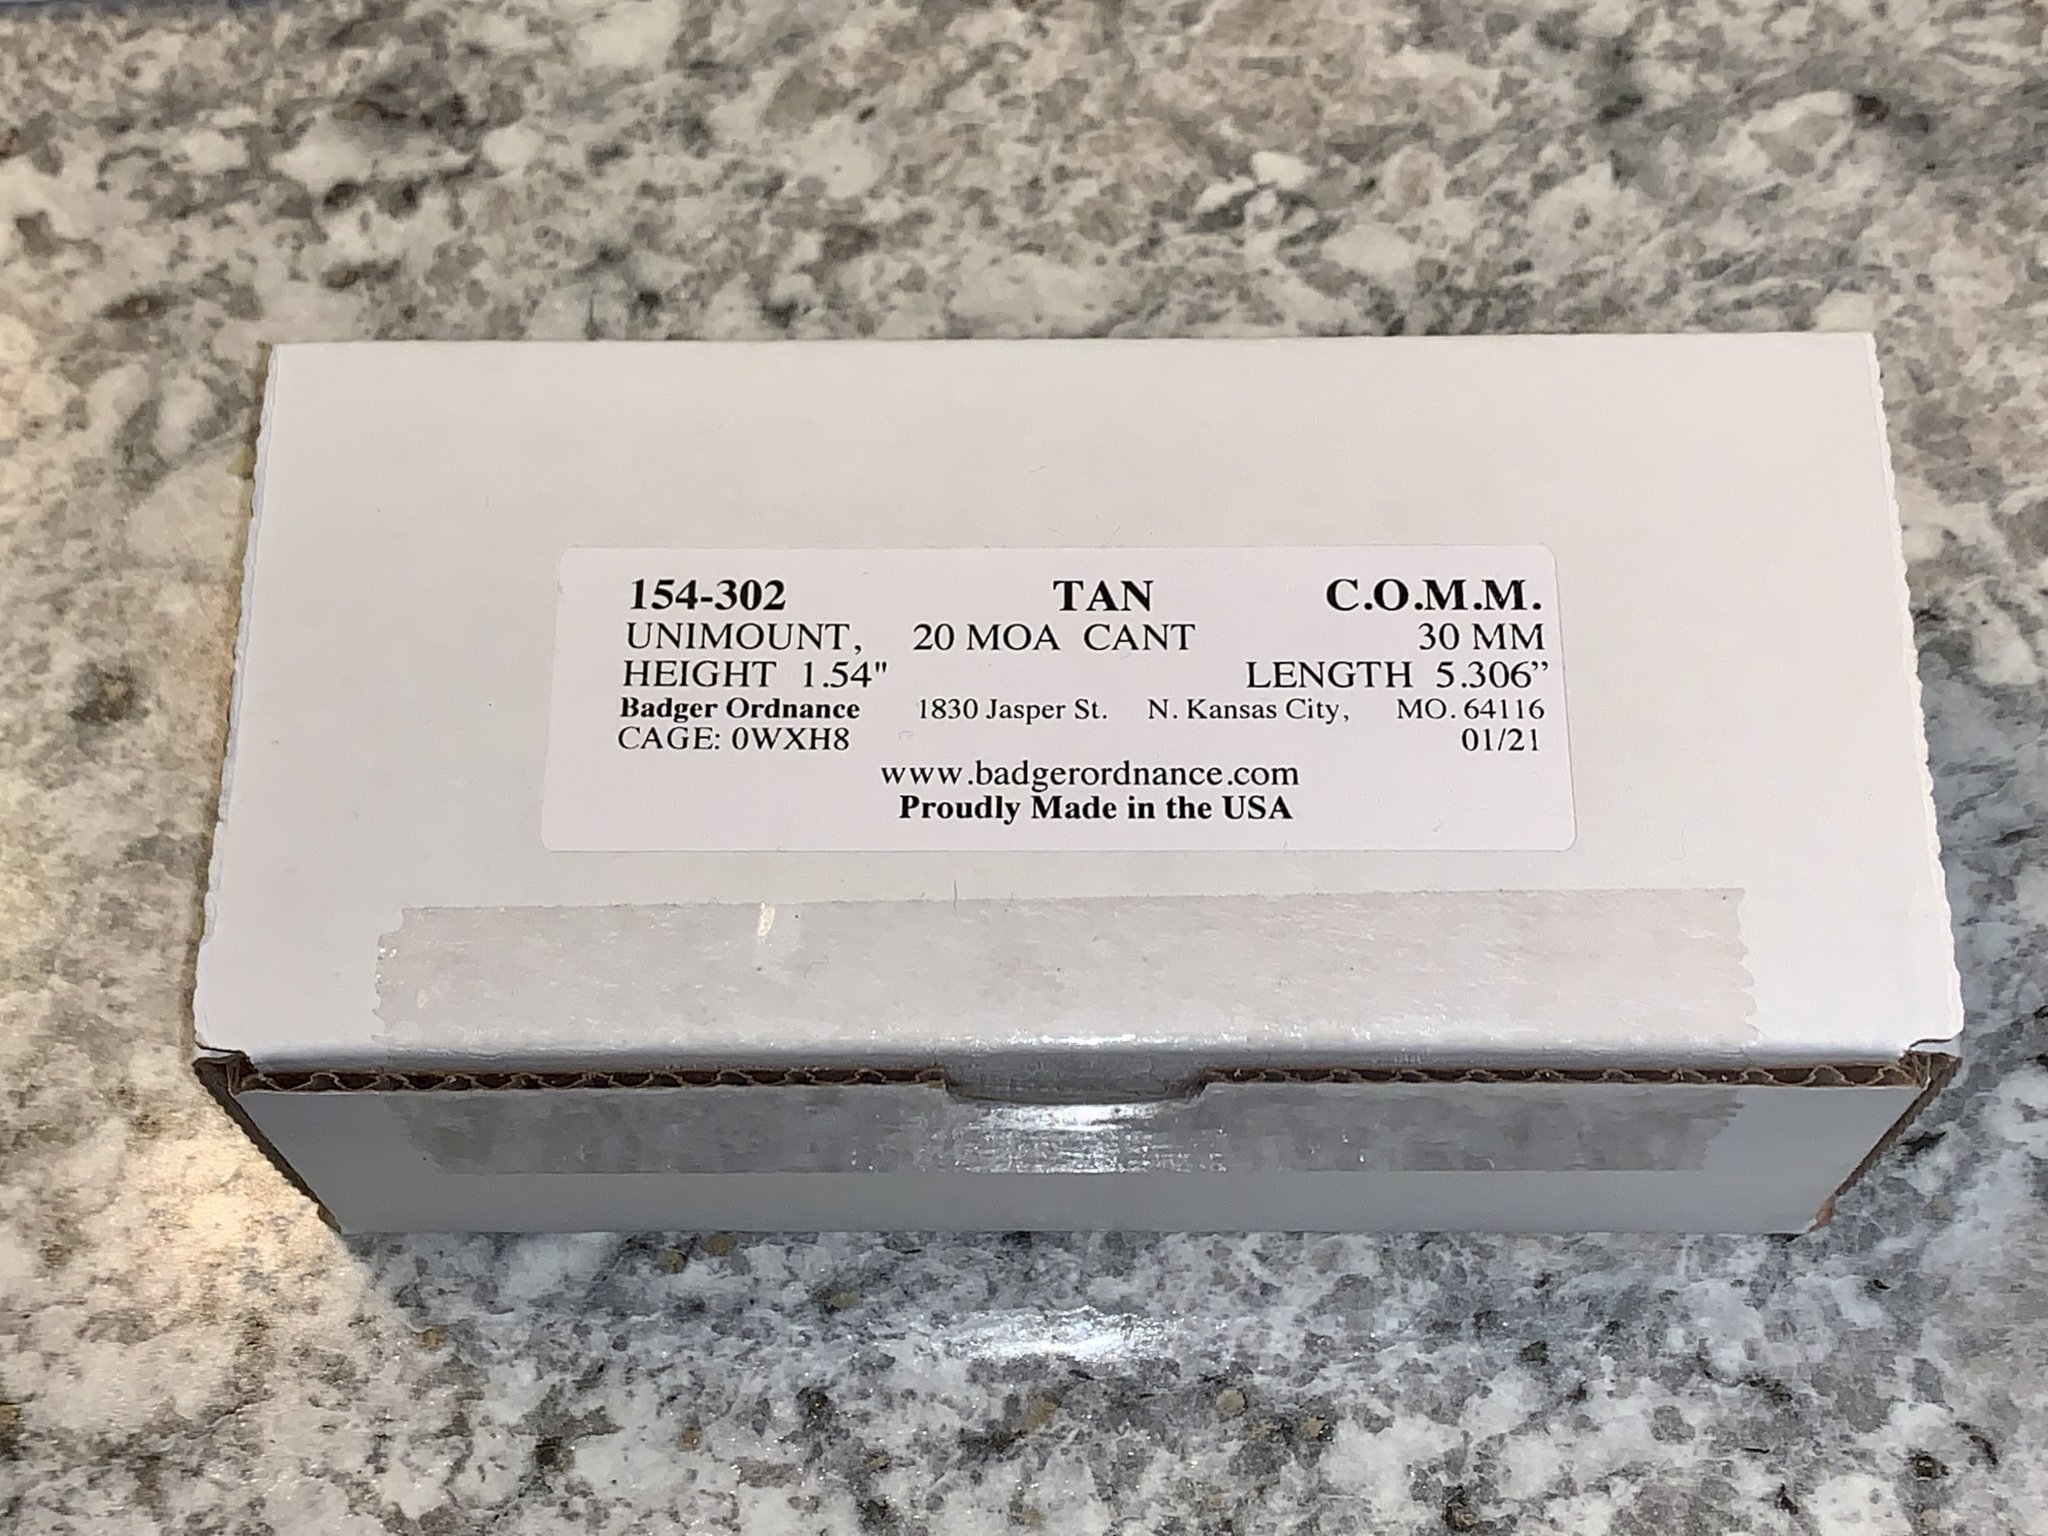 154-302 TAN C.O.M.M.
UNIMOUNT, 20 MOA CANT 30 MM
HEIGHT 1.54" LENGTH 5.306”
Badger Ordnance 1830 Jasper St. N. Kansas City, MO. 64116
CAGE: 0WXH8 01/21
www.badgerordnance.com
Proudly Made in the USA